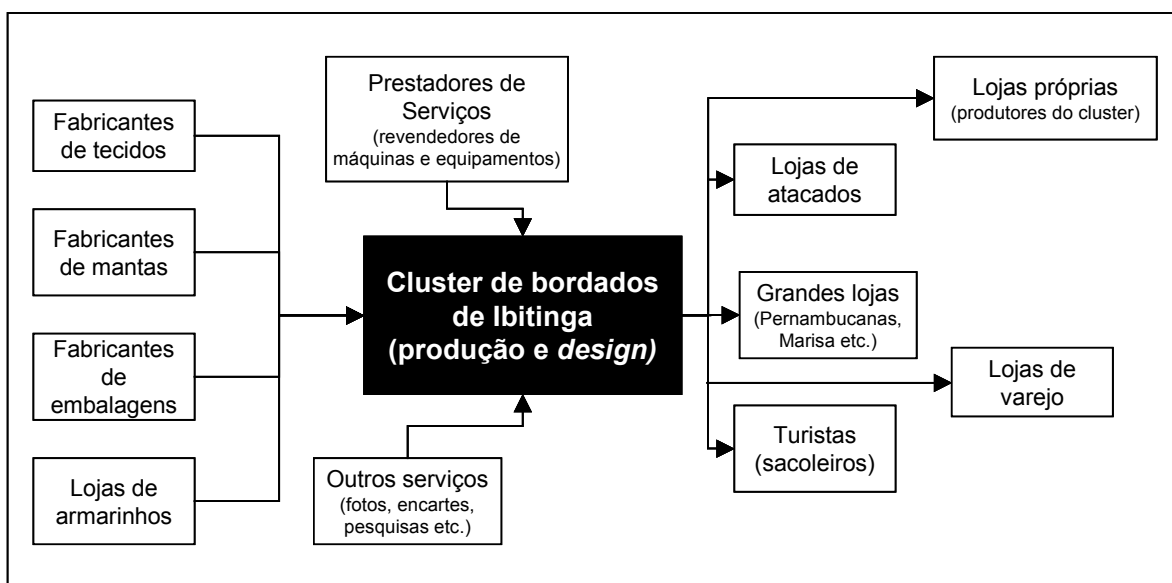 Fabricantes
de tecidos
Fabricantes
de mantas
Fabricantes
de
embalagens
Lojas de
armarinhos
Prestadores de
Serviços
(revendedores de
máquinas e equipamentos)
Cluster de bordados
de Ibitinga
(produção e design)
Outros serviços
(fotos, encartes,
pesquisas etc.)
Lojas próprias
(produtores do cluster)
Lojas de
atacados
Grandes lojas
(Pernambucanas,
Marisa etc.)
Lojas de
varejo
Turistas
(sacoleiros)